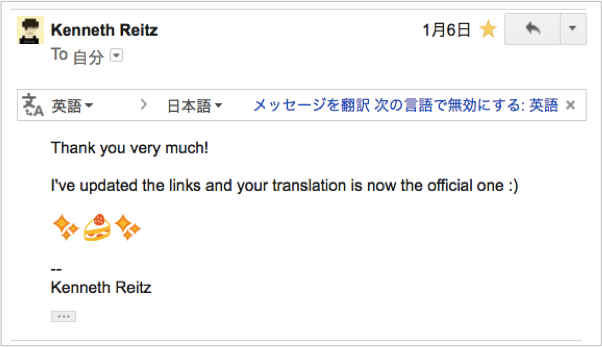 Kenneth Reitz 1月6日
To 自分
英語 日本語 メッセージを翻訳 次の言語で無効にする: 英語
Thank you very much!
I've updated the links and your translation is now the official one :)
✨🍰✨
--
Kenneth Reitz